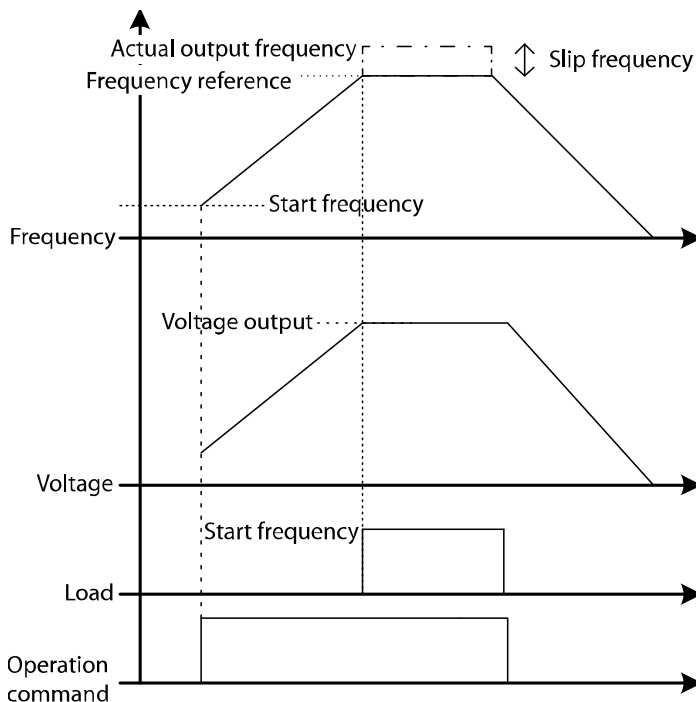 Actual output frequency
Slip frequency
Frequency reference
Start frequency
Frequency
Voltage output
Voltage
Start frequency
Load
Operation
command